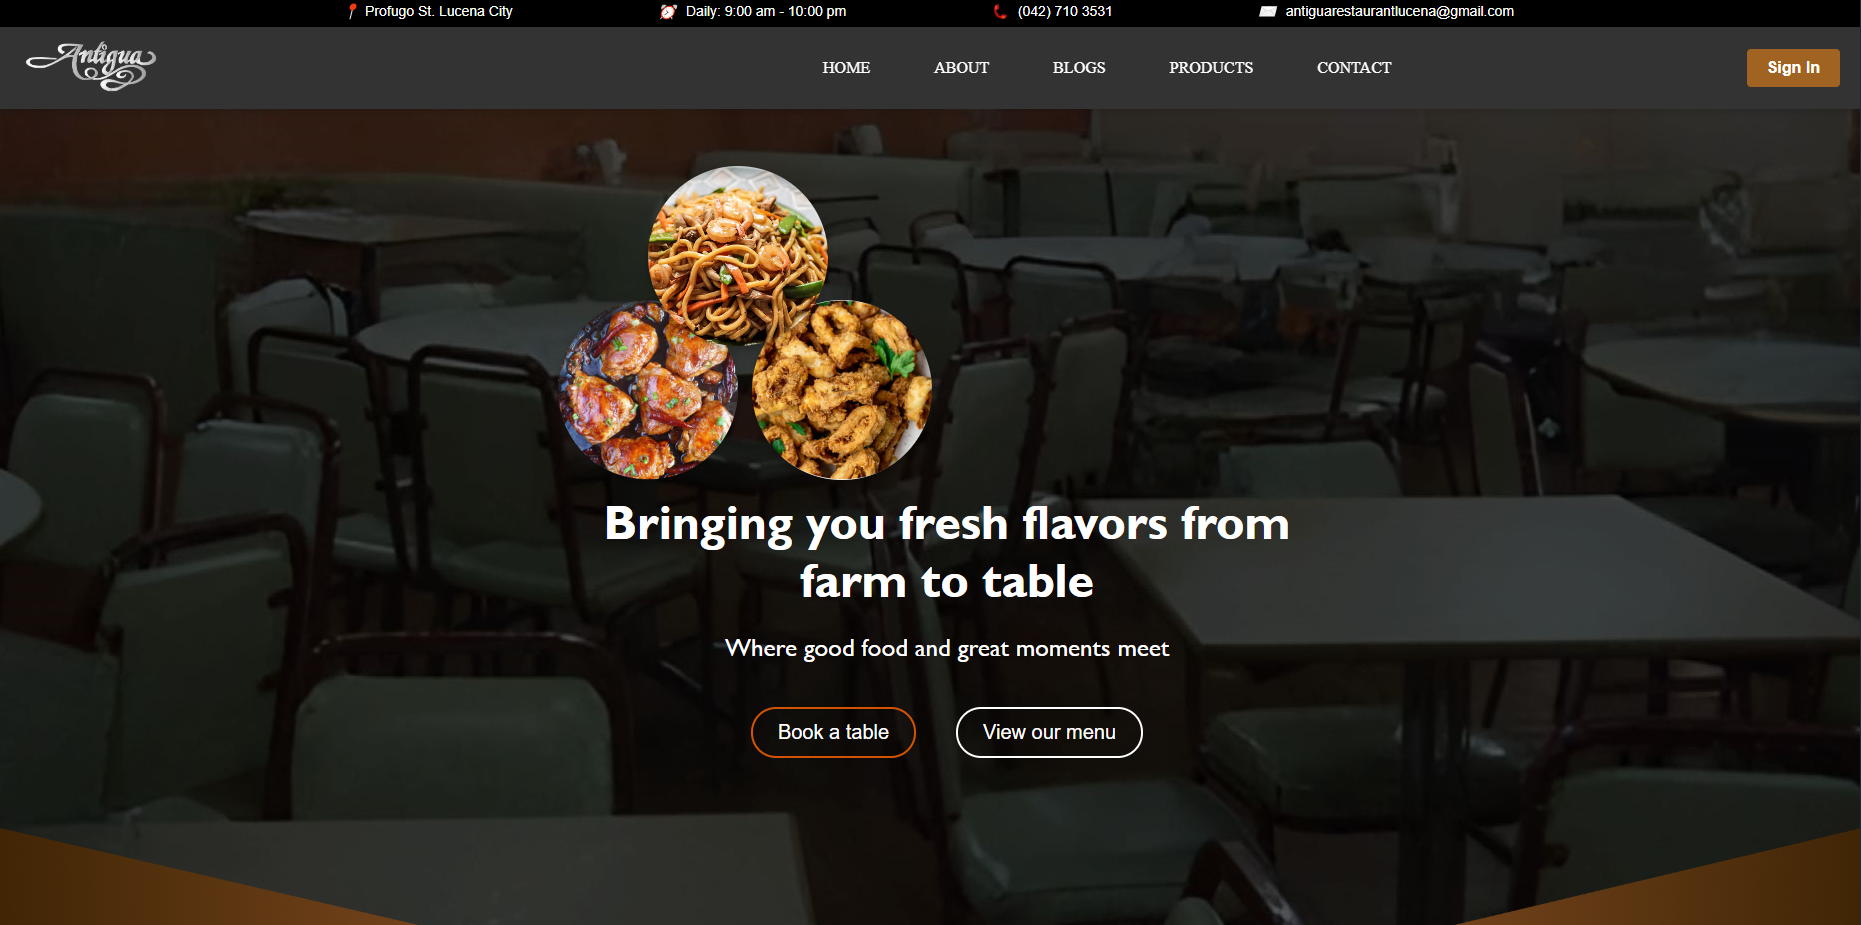 Profugo St. Lucena City
Daily: 9:00 am - 10:00 pm
(042) 710 3531
antiguarestaurantlucena@gmail.com
Antigua
HOME
ABOUT
BLOGS
PRODUCTS
CONTACT
Sign In
Bringing you fresh flavors from
farm to table
Where good food and great moments meet
Book a table
View our menu